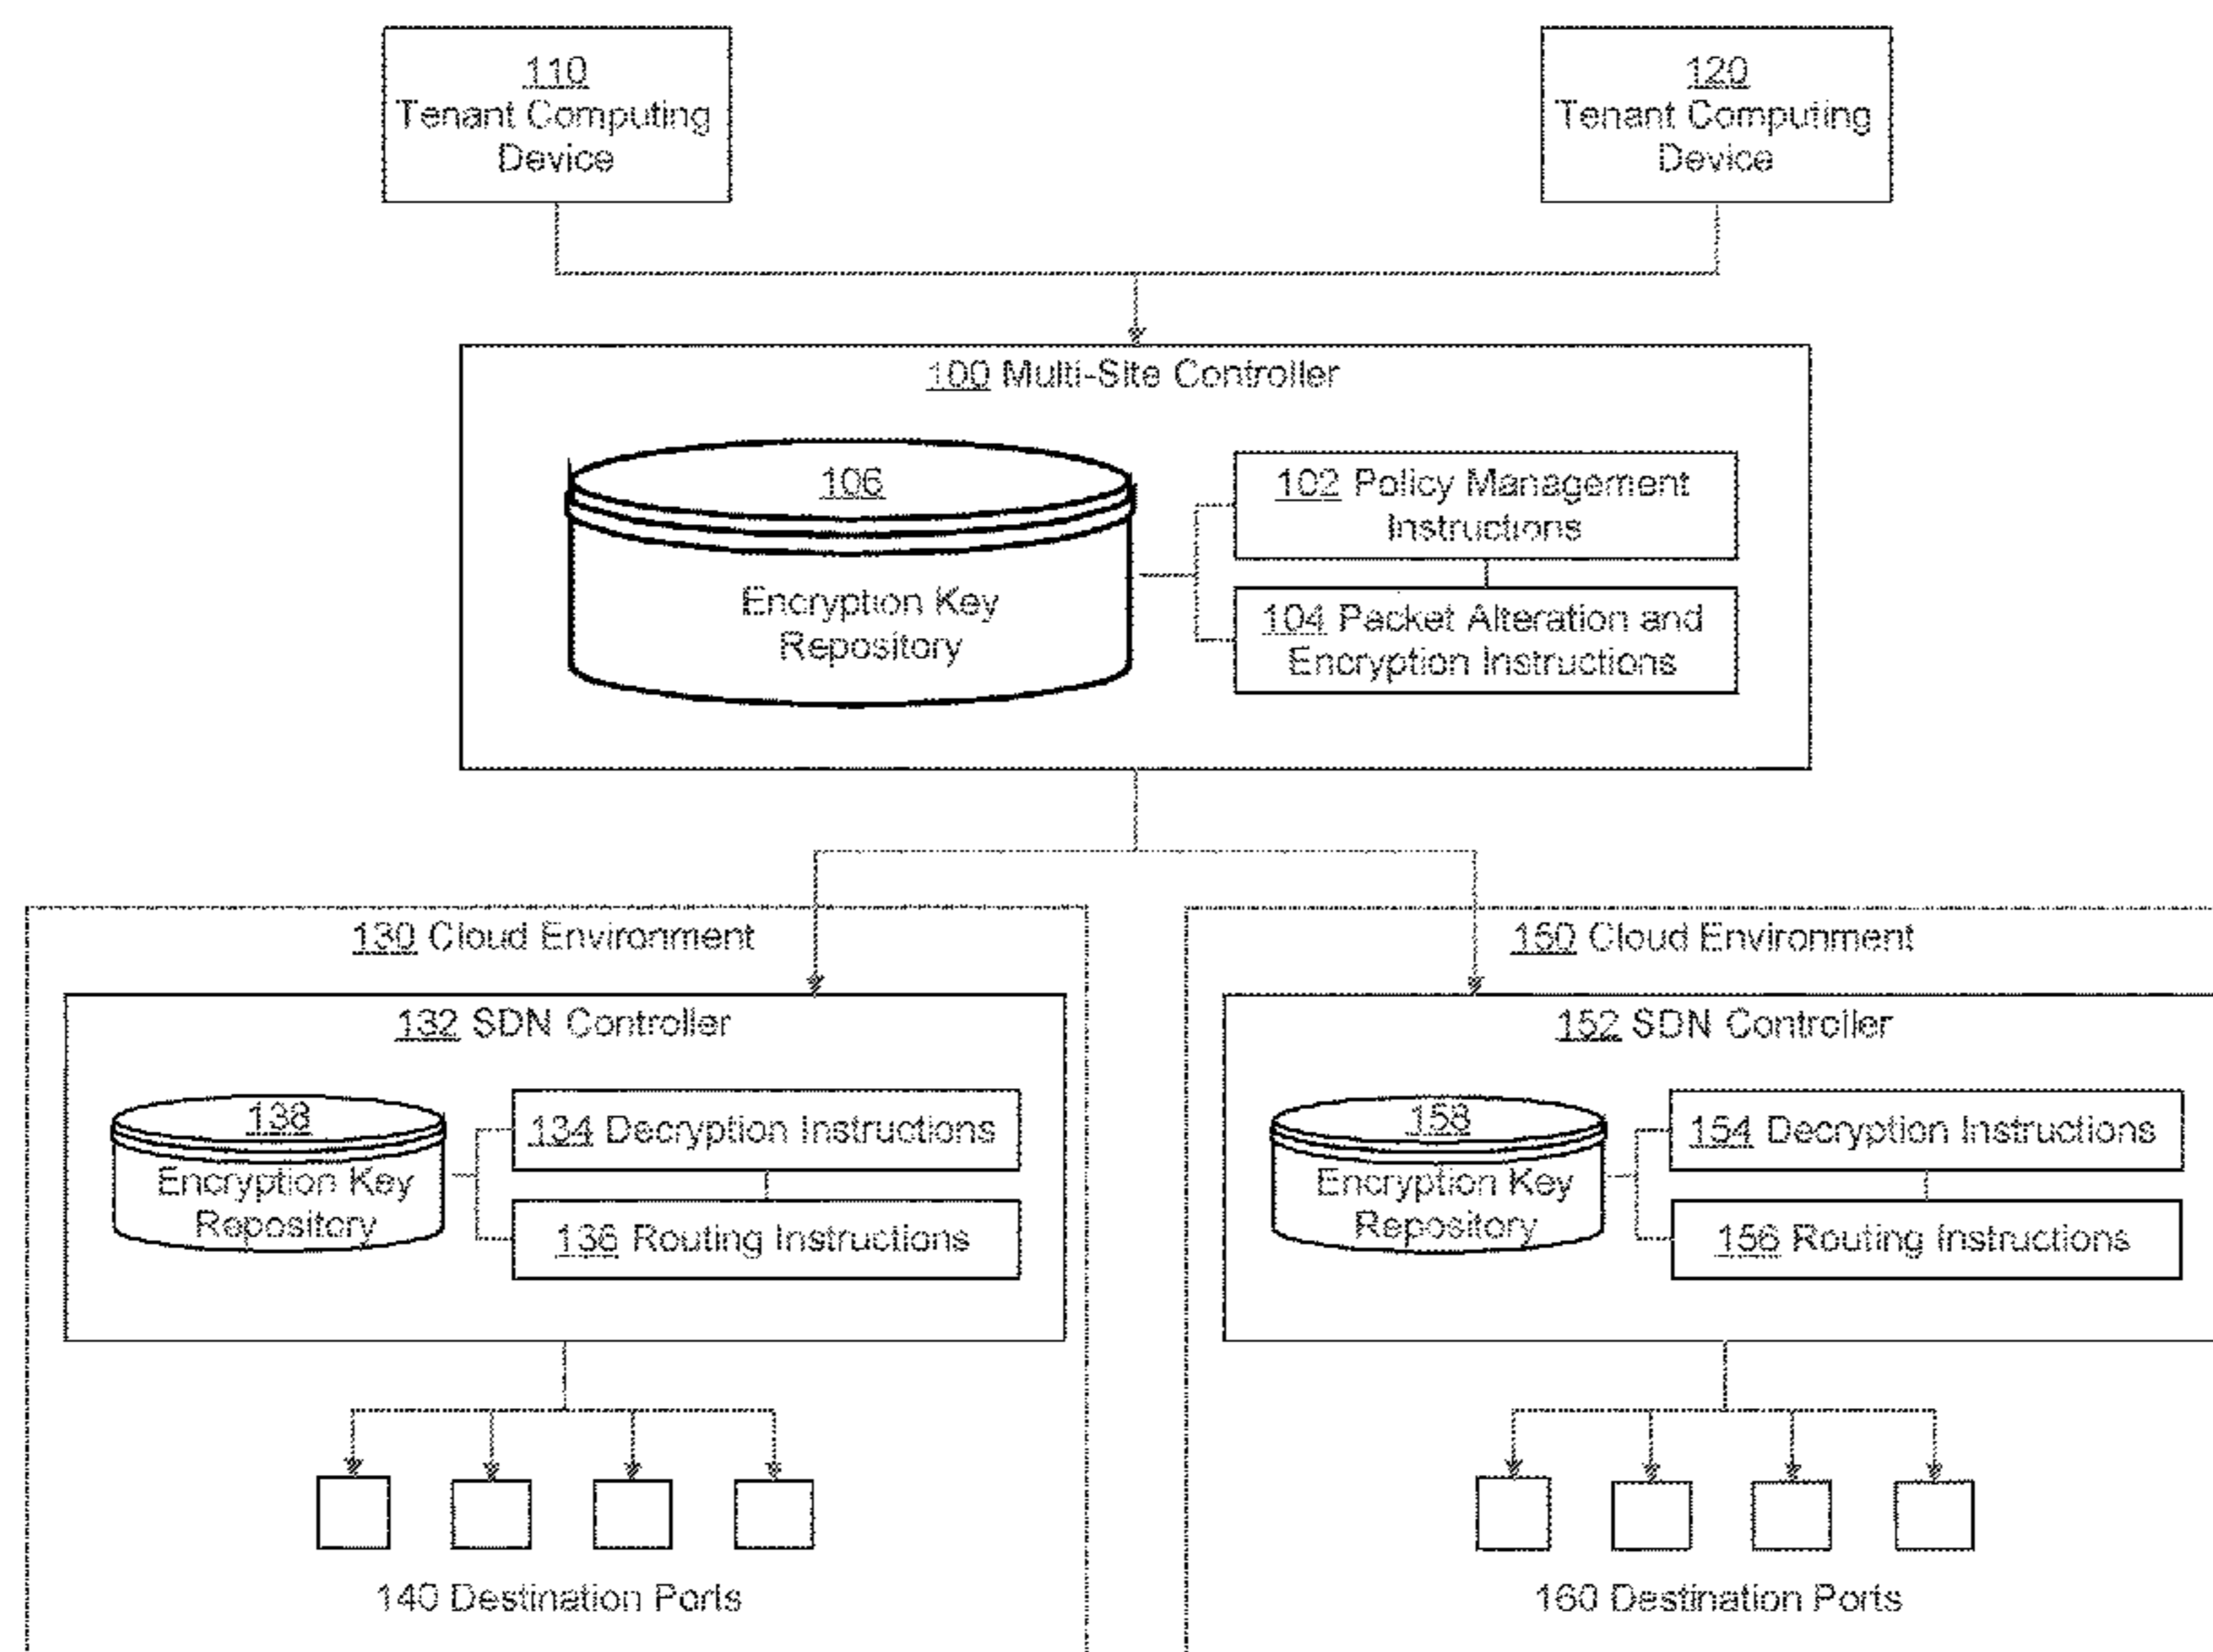 110
Tenant Computing
Device
120
Tenant Computing
Device
100 Multi-Site Controller
106
Encryption Key
Repository
102 Policy Management
Instructions
104 Packet Alteration and
Encryption Instructions
130 Cloud Environment
132 SDN Controller
138
Encryption Key
Repository
134 Decryption Instructions
136 Routing Instructions
140 Destination Ports
150 Cloud Environment
152 SDN Controller
158
Encryption Key
Repository
154 Decryption Instructions
156 Routing Instructions
160 Destination Ports